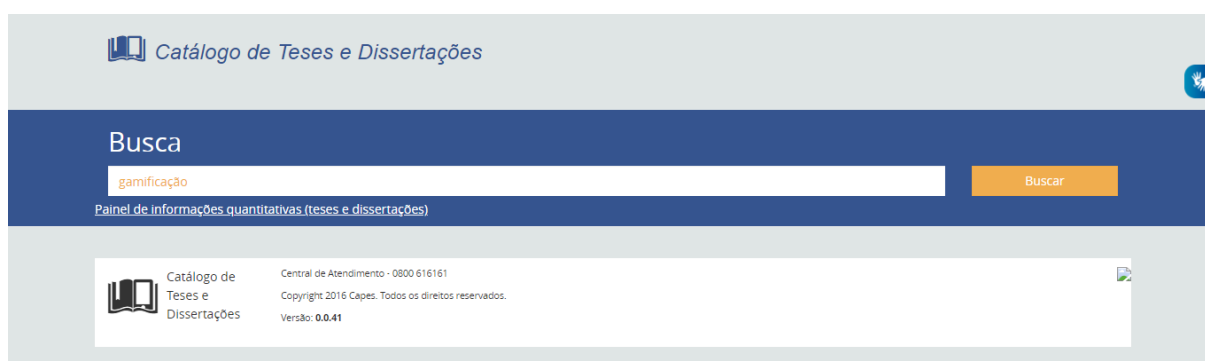 Catálogo de Teses e Dissertações
Busca
gamificação
Buscar
Painel de informações quantitativas (teses e dissertações)
Catálogo de
Teses e
Dissertações
Central de Atendimento - 0800 616161
Copyright 2016 Capes. Todos os direitos reservados.
Versão: 0.0.41